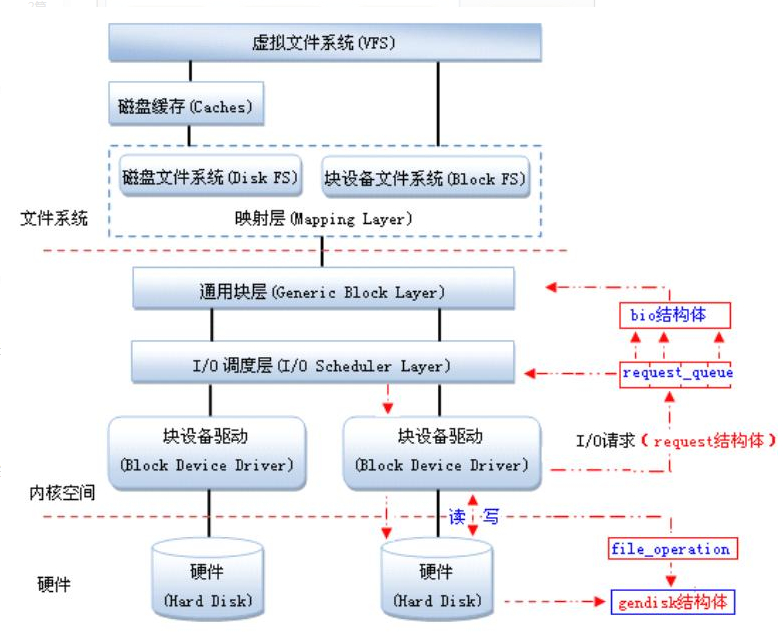 虚拟文件系统(VFS)
磁盘缓存(Caches)
磁盘文件系统(Disk FS)
块设备文件系统(Block FS)
文件系统
映射层(Mapping Layer)
通用块层(Generic Block Layer)
bio结构体
I/O 调度层(I/O Scheduler Layer)
request_queue
块设备驱动
(Block Device Driver)
块设备驱动
(Block Device Driver)
I/O请求(request结构体)
内核空间
读
写
file_operation
硬件
硬件
(Hard Disk)
硬件
(Hard Disk)
gendisk结构体